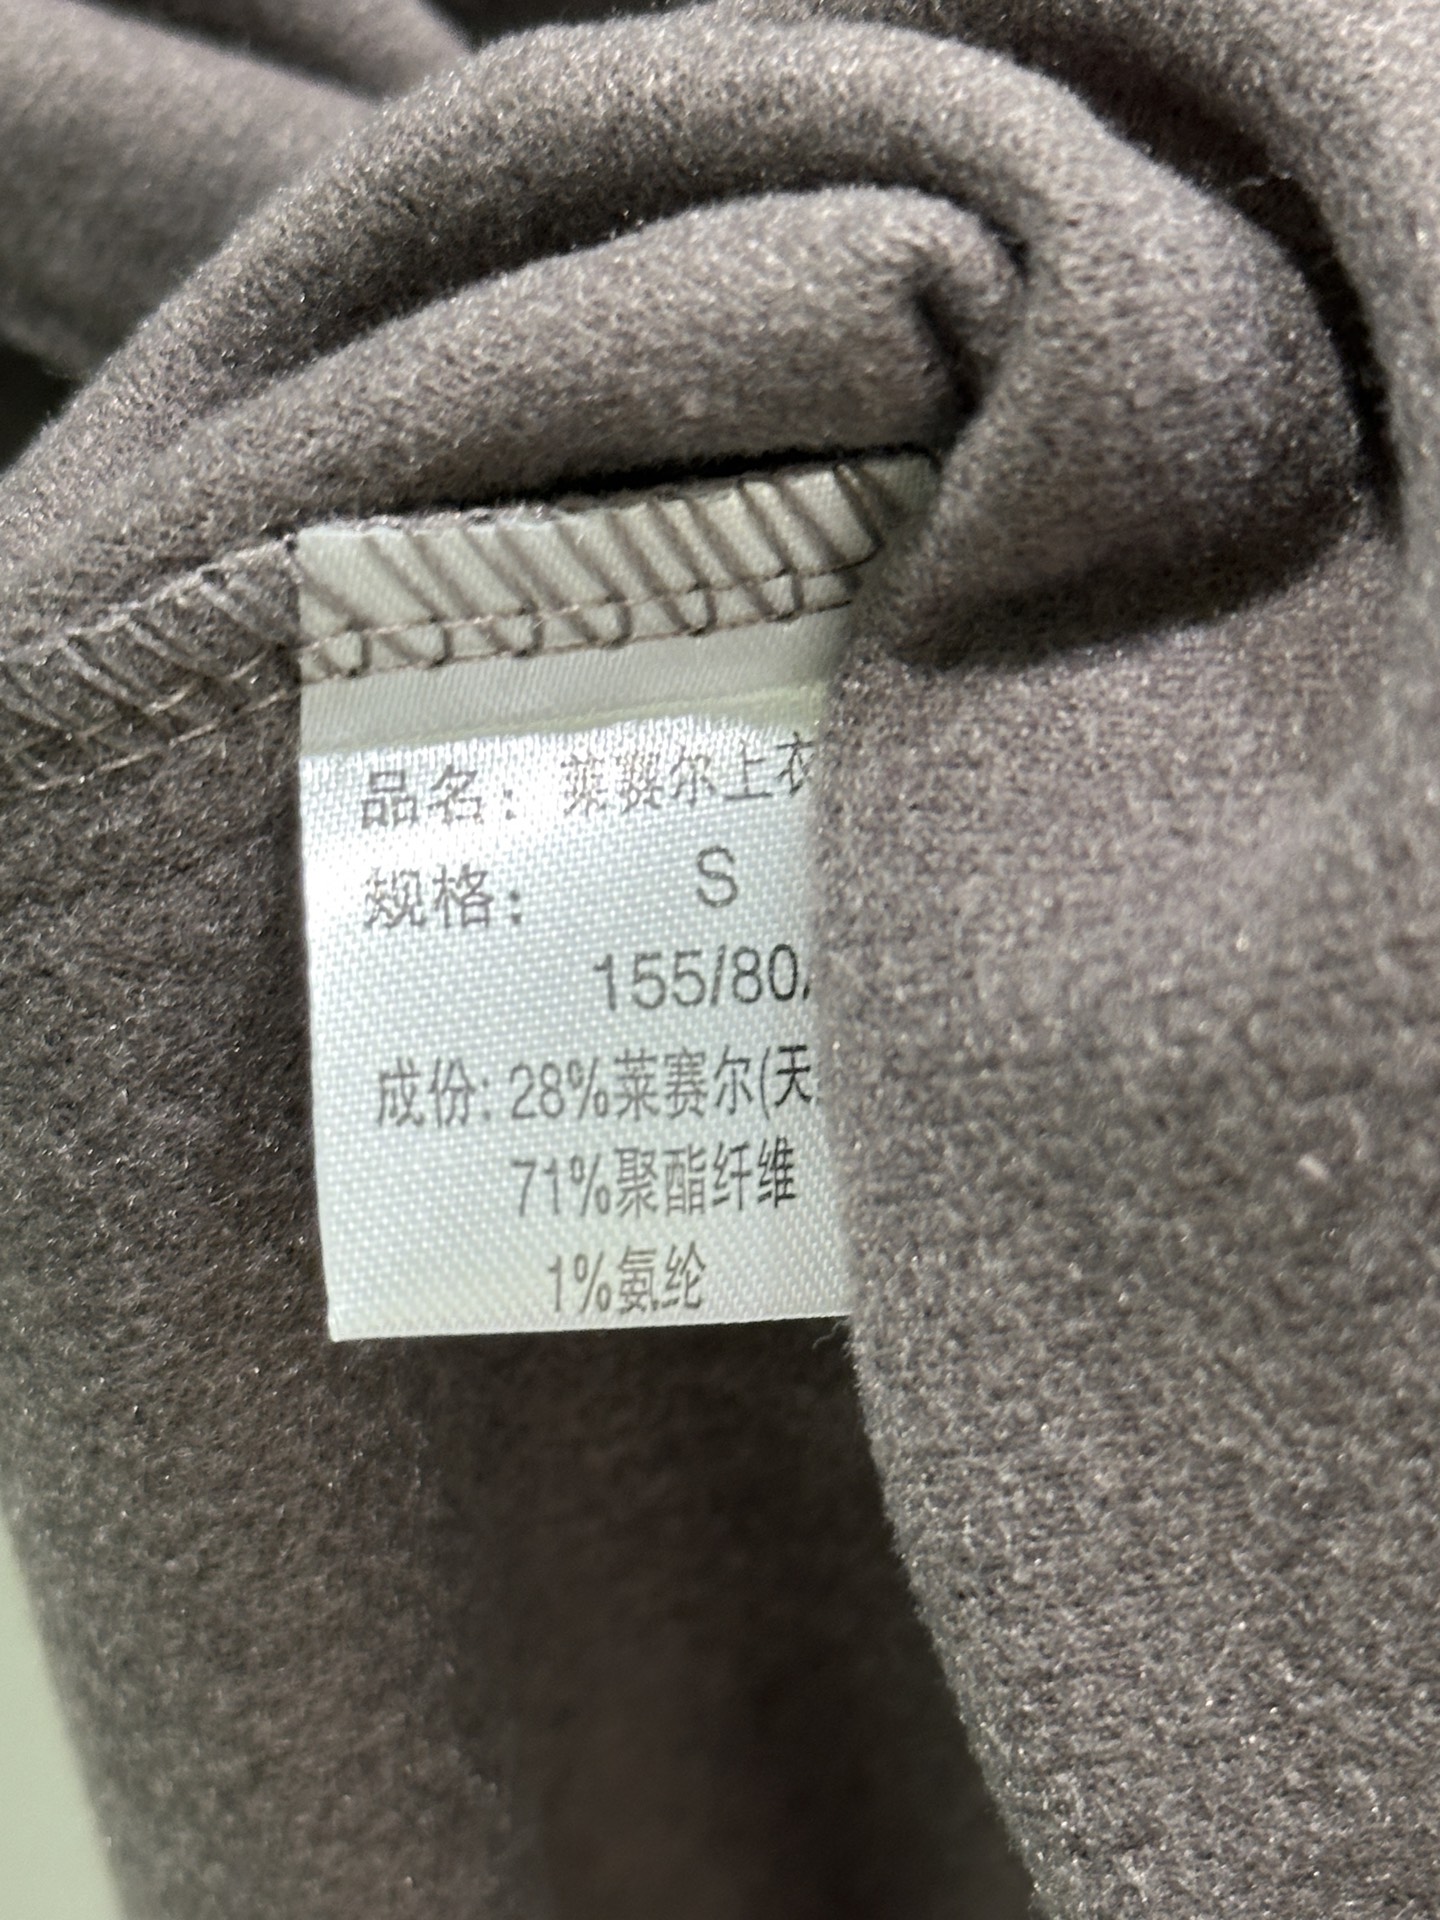 品名：莱赛尔上衣
规格： S
155/80
成份: 28%莱赛尔(天
71%聚酯纤维
1%氨纶